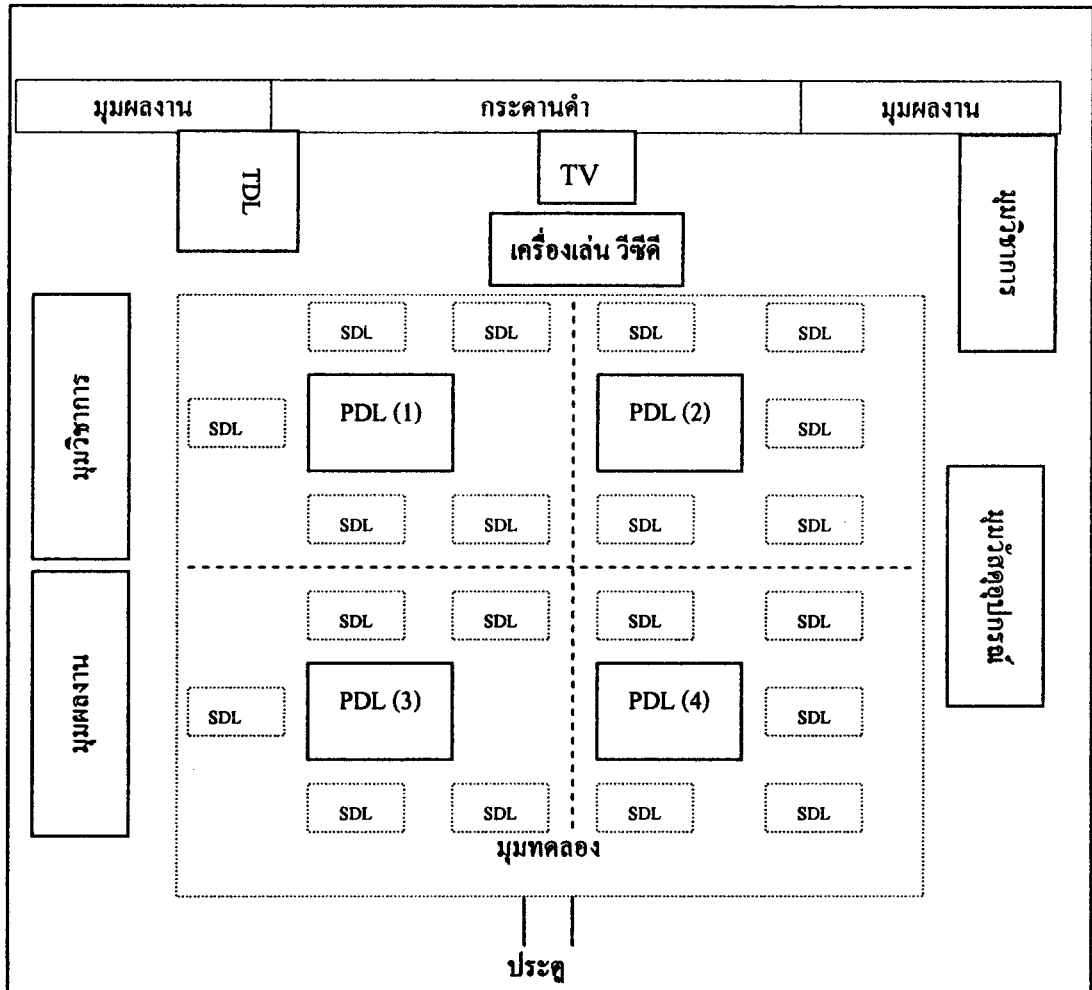 มุมผลงาน กระดานดำ มุมผลงาน
TDL TV มุมวิชาการ
เครื่องเล่น วีซีดี
SDL SDL SDL SDL
มุมวิชาการ
SDL PDL (1) PDL (2) SDL
SDL SDL SDL SDL
มุมวัสดุอุปกรณ์
SDL SDL SDL SDL
มุมผลงาน
SDL PDL (3) PDL (4) SDL
SDL SDL SDL SDL
มุมทดลอง
ประตู